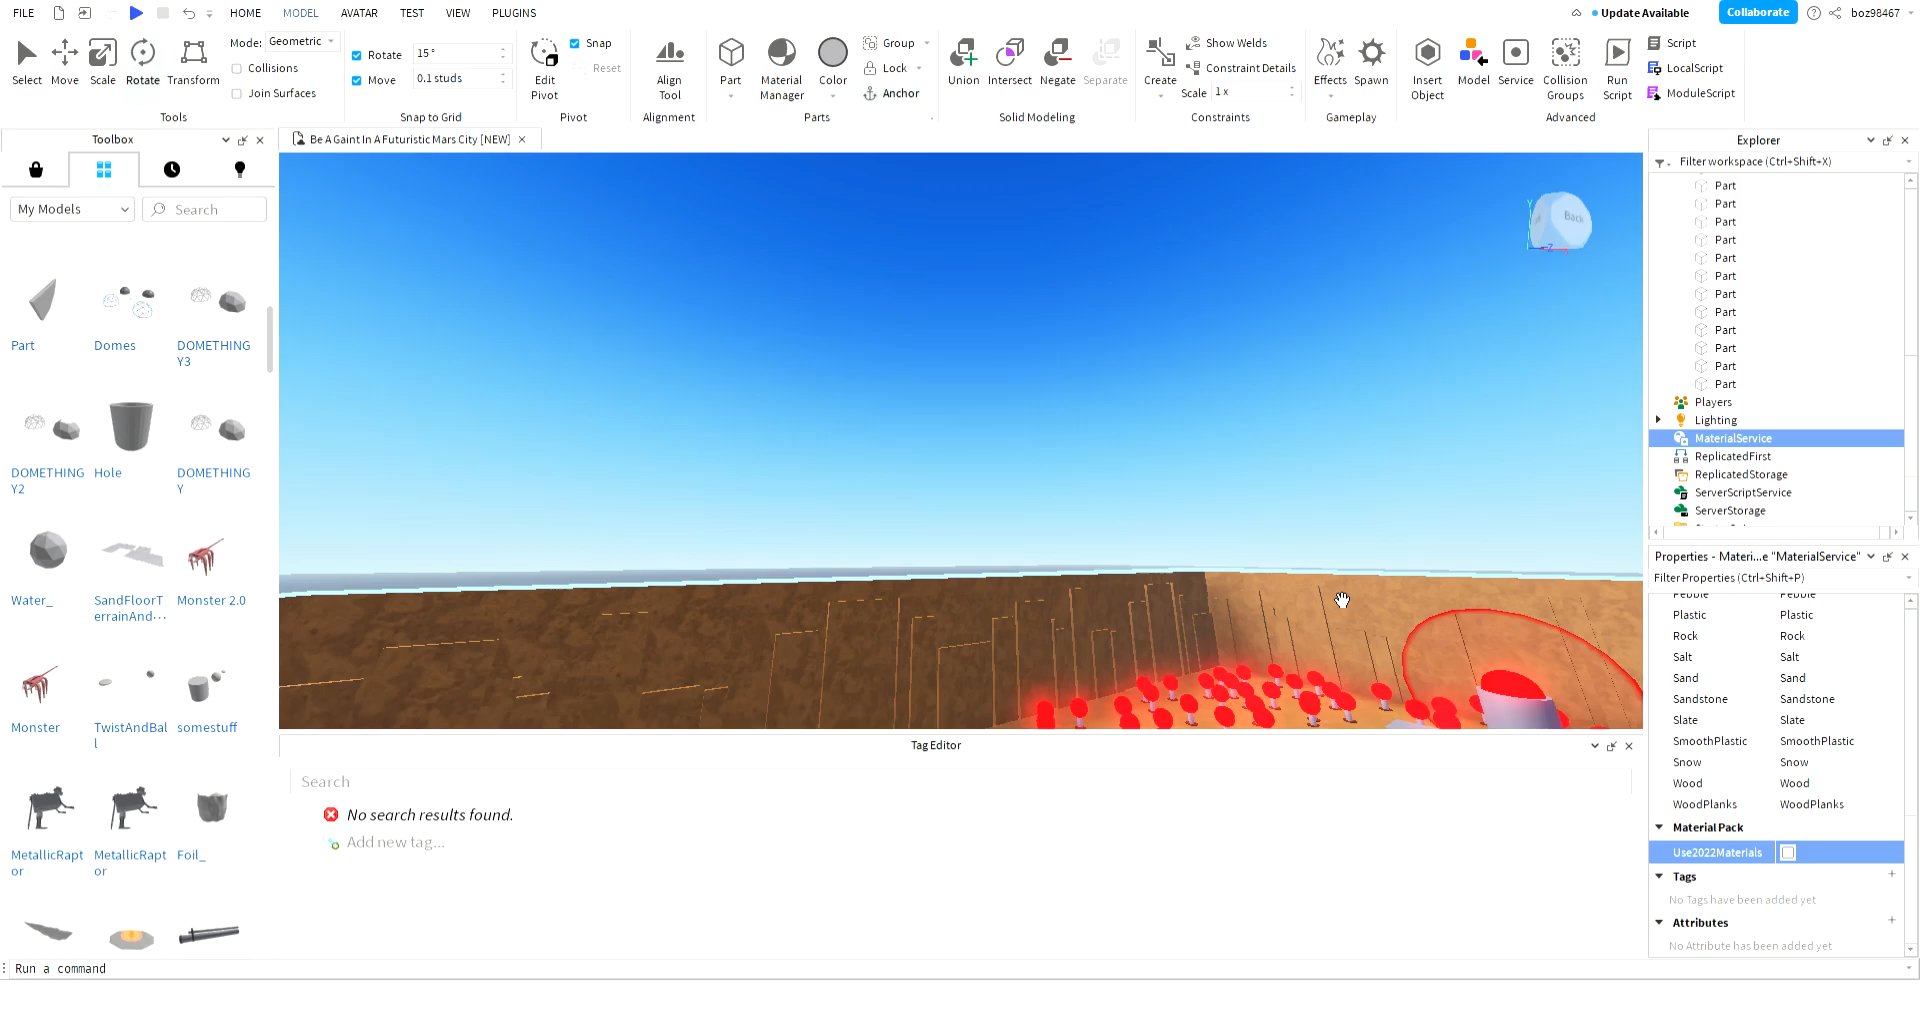 FILE HOME MODEL AVATAR TEST VIEW PLUGINS Update Available Collaborate boz98467
Select Move Scale Rotate Transform
Mode: Geometric
Collisions
Join Surfaces
Tools
Rotate 15°
Move 0.1 studs
Snap to Grid
Edit Pivot
Snap
Reset
Pivot
Align Tool
Alignment
Part Material Manager Color
Group
Lock
Anchor
Parts
Union Intersect Negate Separate
Solid Modeling
Create
Show Welds
Constraint Details
Scale 1 x
Constraints
Effects Spawn
Gameplay
Insert Object Model Service Collision Groups Run Script
Script
LocalScript
ModuleScript
Advanced
Toolbox
My Models Search
Part Domes DOMETHINGY3
DOMETHINGY2 Hole DOMETHINGY
Water_ SandFloorTerrainAnd··· Monster 2.0
Monster TwistAndBall somestuff
MetallicRaptor MetallicRaptor Foil_
Be A Gaint In A Futuristic Mars City [NEW]
Back
Y
Z
Tag Editor
Search
No search results found.
Add new tag...
Explorer
Filter workspace (Ctrl+Shift+X)
Part
Part
Part
Part
Part
Part
Part
Part
Part
Part
Part
Part
Players
Lighting
MaterialService
ReplicatedFirst
ReplicatedStorage
ServerScriptService
ServerStorage
Properties - Materi...e "MaterialService"
Filter Properties (Ctrl+Shift+P)
Pebble Pebble
Plastic Plastic
Rock Rock
Salt Salt
Sand Sand
Sandstone Sandstone
Slate Slate
SmoothPlastic SmoothPlastic
Snow Snow
Wood Wood
WoodPlanks WoodPlanks
Material Pack
Use2022Materials
Tags
No Tags have been added yet
Attributes
No Attribute has been added yet
Run a command